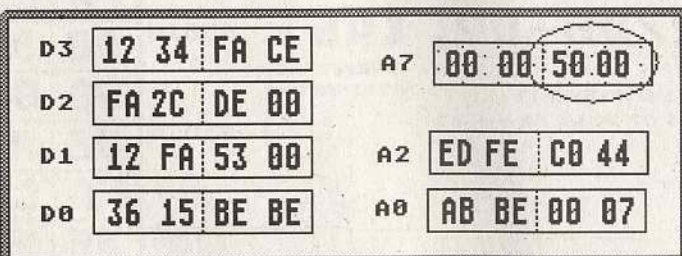 D3 12 34 FA CE
A7 00 00 50 00
D2 FA 2C DE 00
D1 12 FA 53 00
A2 ED FE C0 44
D0 36 15 BE BE
A0 AB BE 00 07